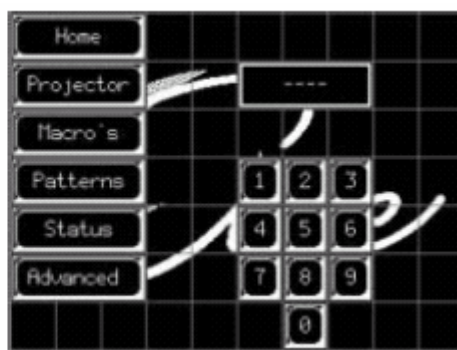 Home
Projector
----
Macro's
Patterns
1 2 3
Status
4 5 6
Advanced
7 8 9
0